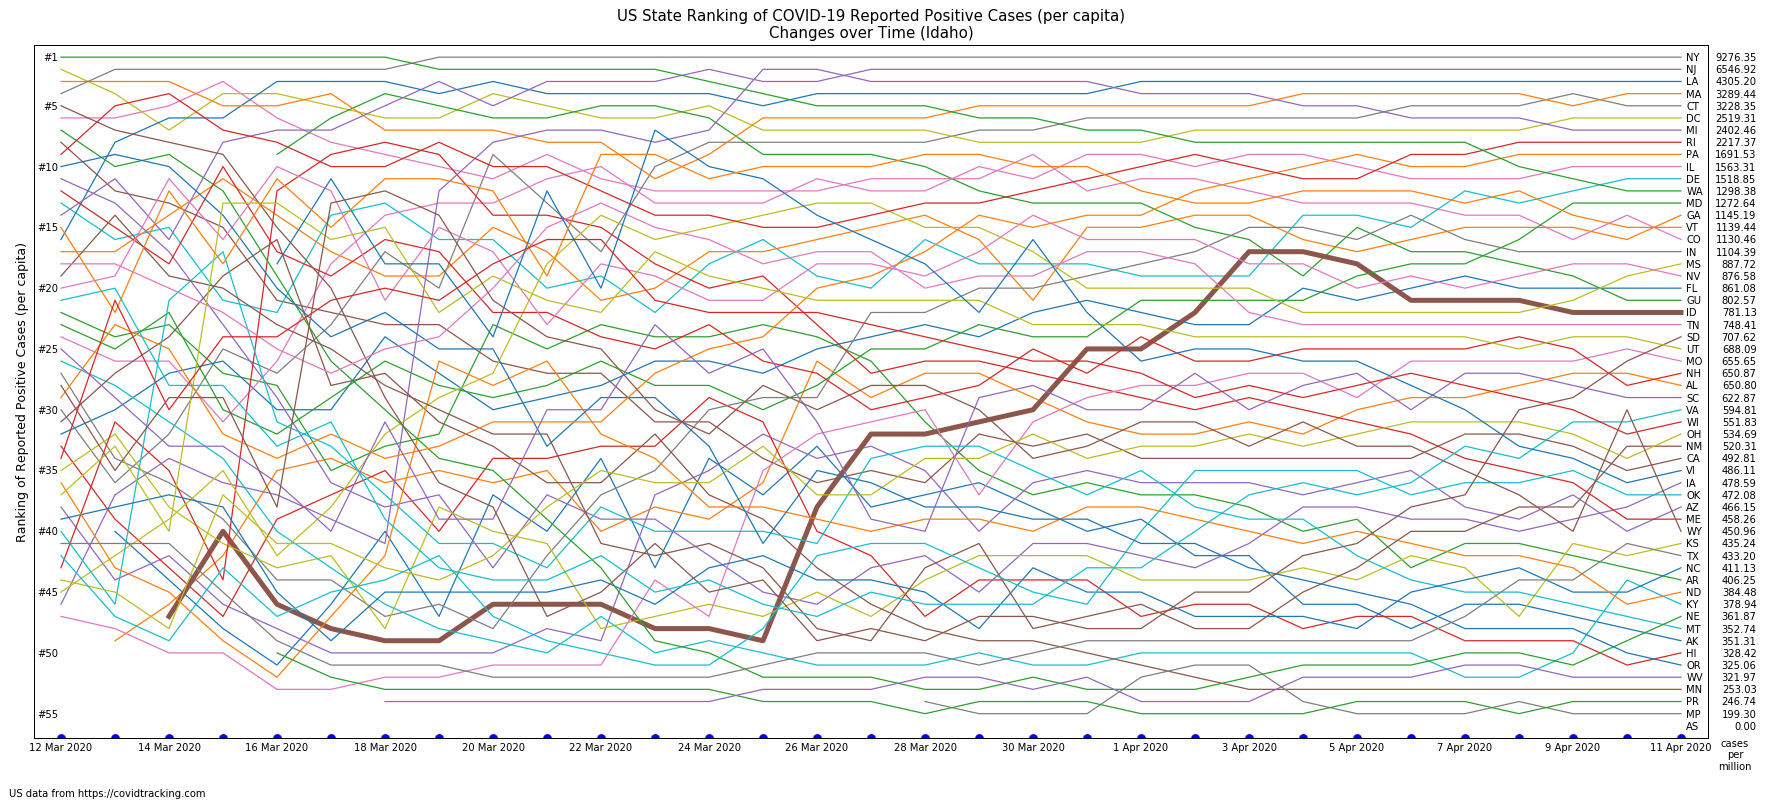 US State Ranking of COVID-19 Reported Positive Cases (per capita)
Changes over Time (Idaho)
Ranking of Reported Positive Cases (per capita)
#1
#5
#10
#15
#20
#25
#30
#35
#40
#45
#50
#55
NY 9276.35
NJ 6546.92
LA 4305.20
MA 3289.44
CT 3228.35
DC 2519.31
MI 2402.46
RI 2217.37
PA 1691.53
IL 1563.31
DE 1518.85
WA 1298.38
MD 1272.64
GA 1145.19
VT 1139.44
CO 1130.46
IN 1104.39
MS 887.72
NV 876.58
FL 861.08
GU 802.57
ID 781.13
TN 748.41
SD 707.62
UT 688.09
MO 655.65
NH 650.87
AL 650.80
SC 622.87
VA 594.81
WI 551.83
OH 534.69
NM 520.31
CA 492.81
VI 486.11
IA 478.59
OK 472.08
AZ 466.15
ME 458.26
WY 450.96
KS 435.24
TX 433.20
NC 411.13
AR 406.25
ND 384.48
KY 378.94
NE 361.87
MT 352.74
AK 351.31
HI 328.42
OR 325.06
WV 321.97
MN 253.03
PR 246.74
MP 199.30
AS 0.00
12 Mar 2020 14 Mar 2020 16 Mar 2020 18 Mar 2020 20 Mar 2020 22 Mar 2020 24 Mar 2020 26 Mar 2020 28 Mar 2020 30 Mar 2020 1 Apr 2020 3 Apr 2020 5 Apr 2020 7 Apr 2020 9 Apr 2020 11 Apr 2020
cases
per
million
US data from https://covidtracking.com